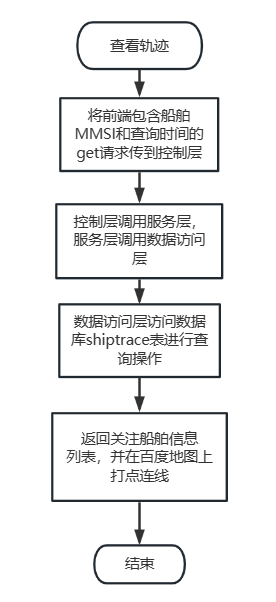 查看轨迹
将前端包含船舶
MMSI和查询时间的
get请求传到控制层
控制层调用服务层，
服务层调用数据访问
层
数据访问层访问数据
库shiptrace表进行查
询操作
返回关注船舶信息
列表，并在百度地图上
打点连线
结束